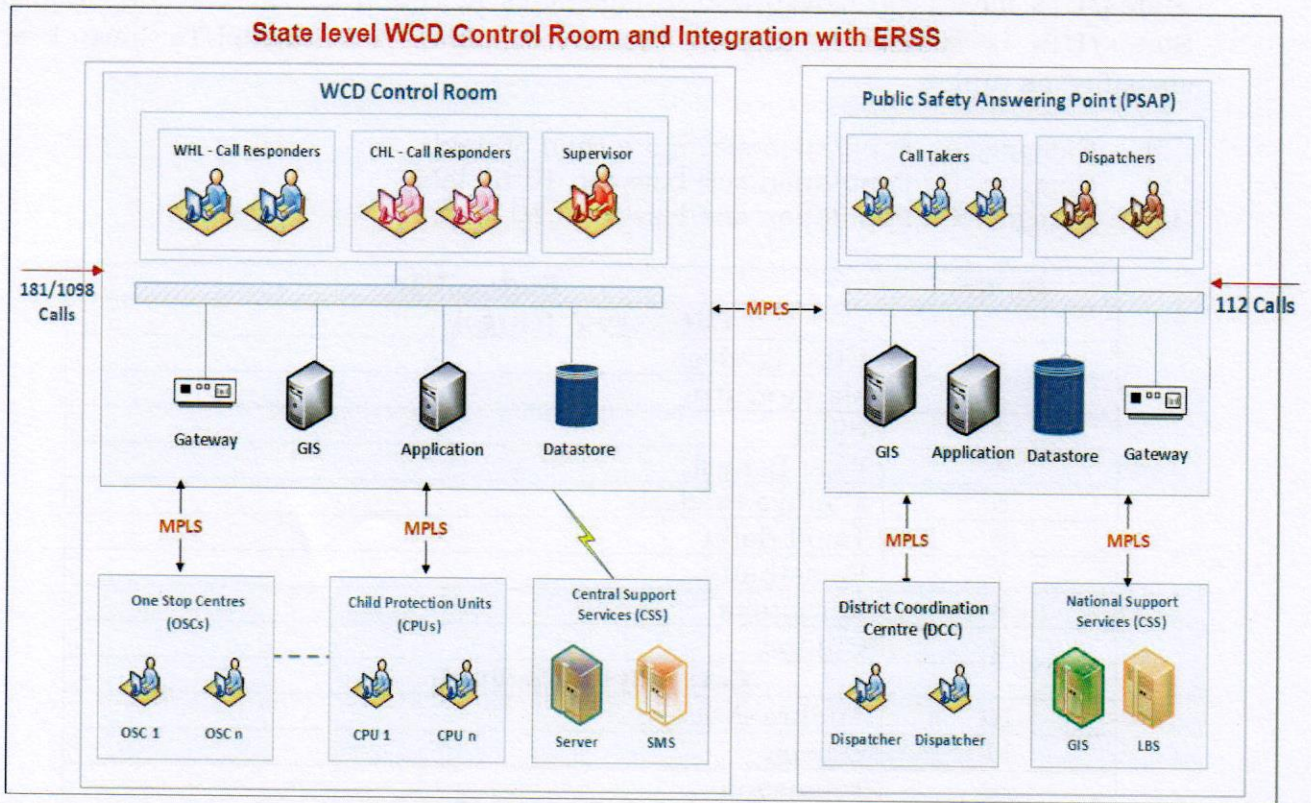 State level WCD Control Room and Integration with ERSS
WCD Control Room
WHL - Call Responders
CHL - Call Responders
Supervisor
181/1098
Calls
Gateway
GIS
Application
Datastore
MPLS
MPLS
One Stop Centres
(OSCs)
OSC 1
OSC n
Child Protection Units
(CPUs)
CPU 1
CPU n
Central Support
Services (CSS)
Server
SMS
MPLS
Public Safety Answering Point (PSAP)
Call Takers
Dispatchers
112 Calls
GIS
Application
Datastore
Gateway
MPLS
MPLS
District Coordination
Cerntre (DCC)
Dispatcher
Dispatcher
National Support
Services (CSS)
GIS
LBS